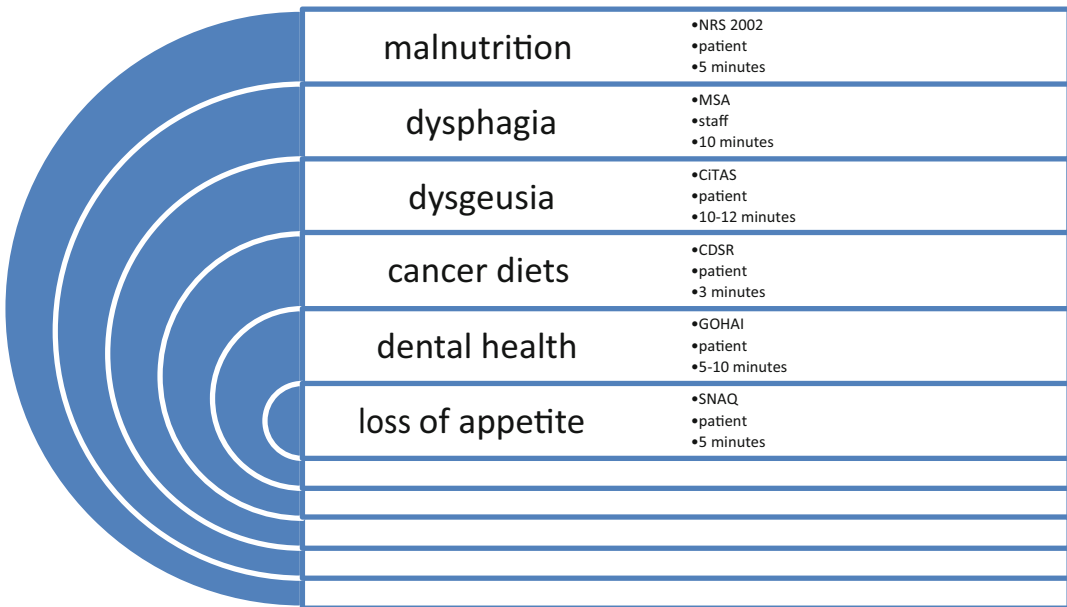 malnutrition
•NRS 2002
•patient
•5 minutes
dysphagia
•MSA
•staff
•10 minutes
dysgeusia
•CiTAS
•patient
•10-12 minutes
cancer diets
•CDSR
•patient
•3 minutes
dental health
•GOHAI
•patient
•5-10 minutes
loss of appetite
•SNAQ
•patient
•5 minutes